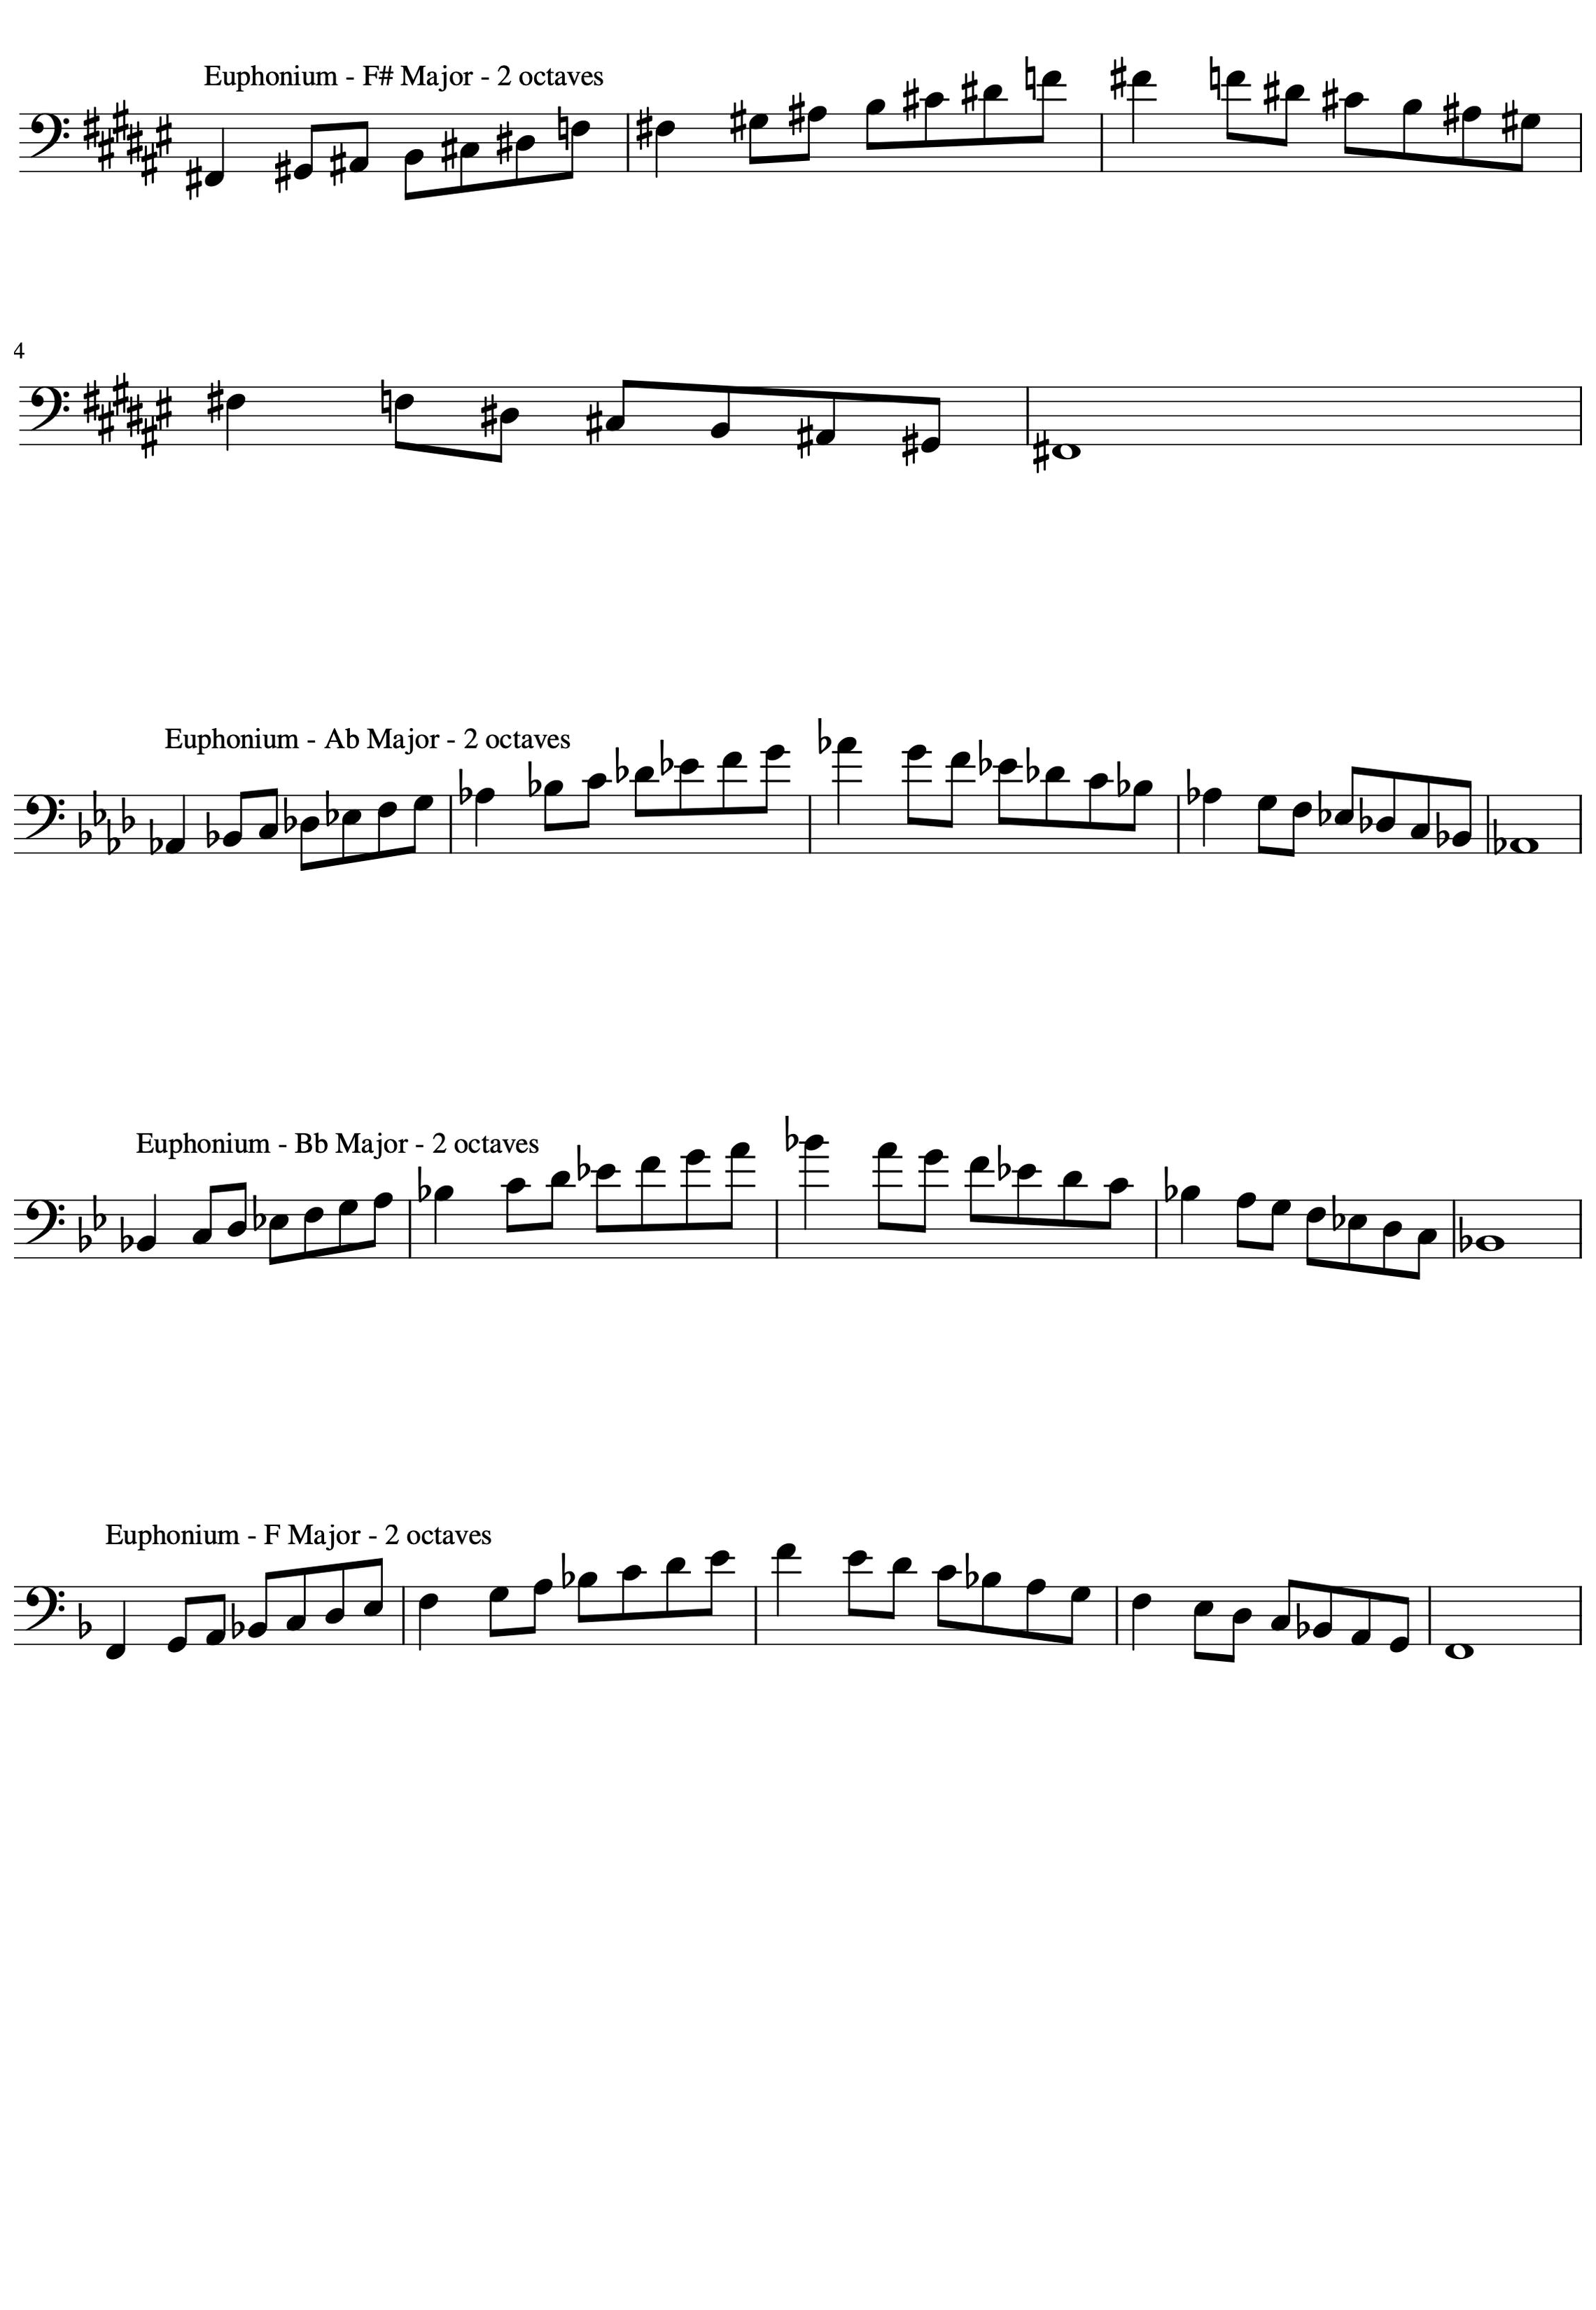 Euphonium - F# Major - 2 octaves
4
Euphonium - Ab Major - 2 octaves
Euphonium - Bb Major - 2 octaves
Euphonium - F Major - 2 octaves